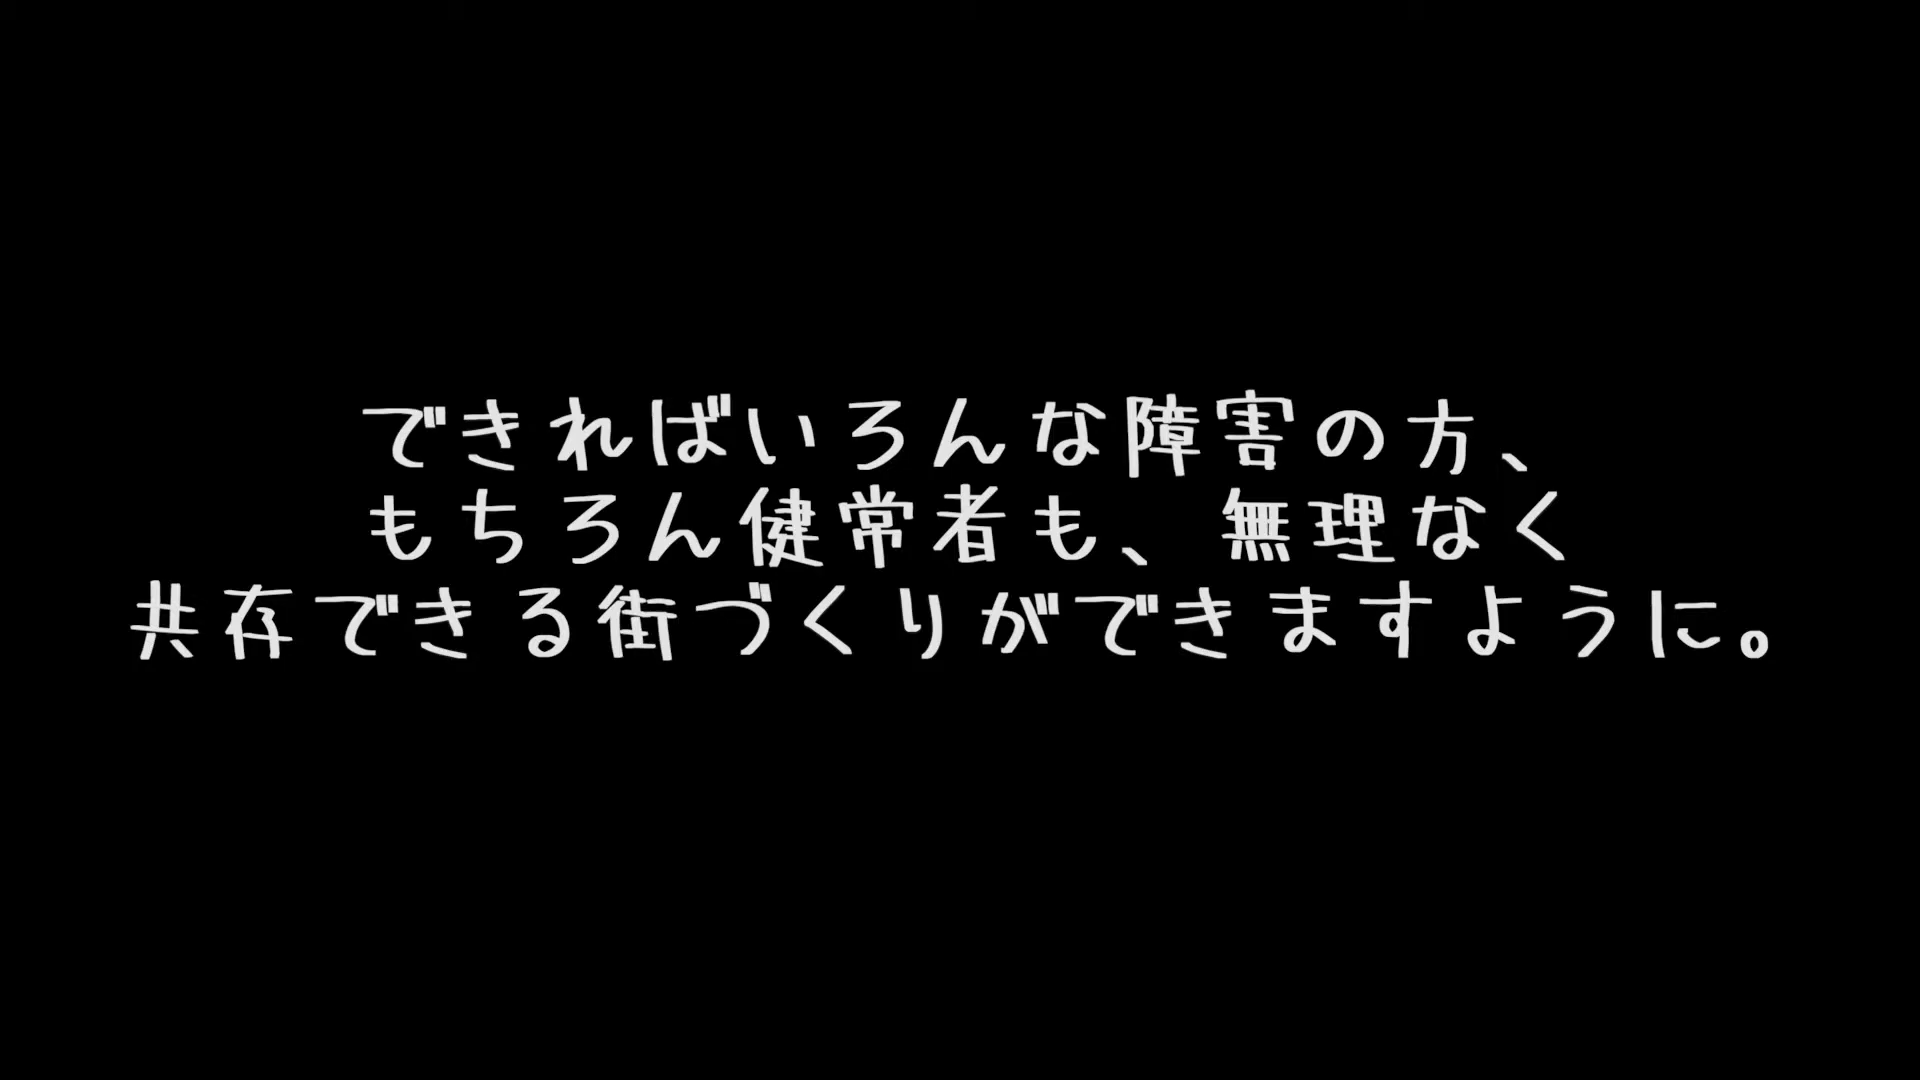 できればいろんな障害の方、
もちろん健常者も、無理なく
共存できる街づくりができますように。